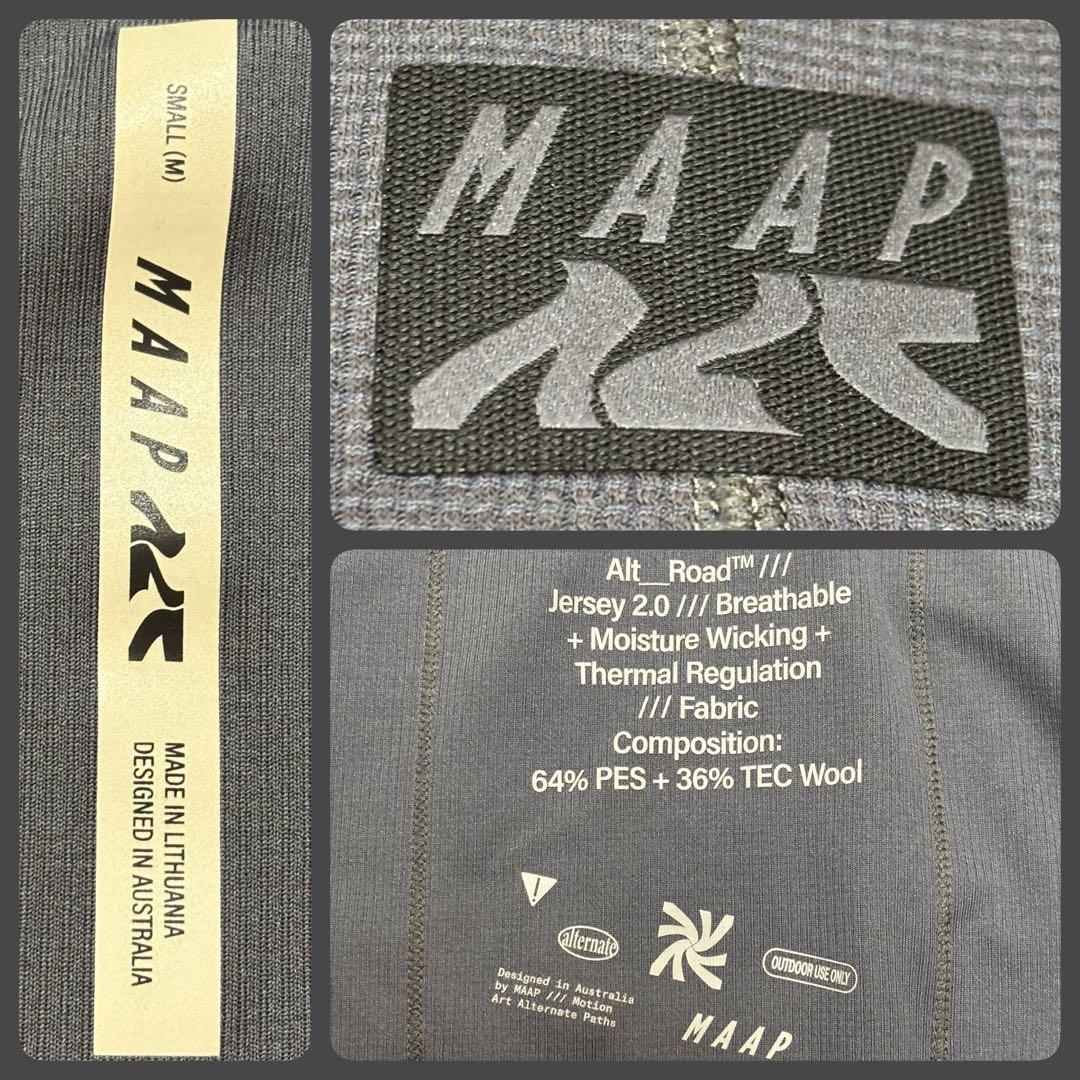 SMALL (M)
MAAP
MADE IN LITHUANIA
DESIGNED IN AUSTRALIA
MAAP
Alt__Road™ ///
Jersey 2.0 /// Breathable
+ Moisture Wicking +
Thermal Regulation
/// Fabric
Composition:
64% PES + 36% TEC Wool
!
alternate
OUTDOOR USE ONLY
Designed in Australia
by MAAP /// Motion
Art Alternate Paths
MAAP